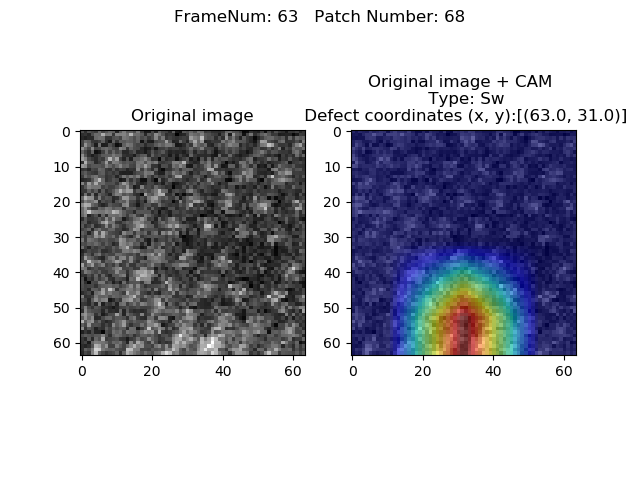 FrameNum: 63   Patch Number: 68
Original image
Original image + CAM
Type: Sw
Defect coordinates (x, y):[(63.0, 31.0)]
0
10
20
30
40
50
60
0 20 40 60
0
10
20
30
40
50
60
0 20 40 60